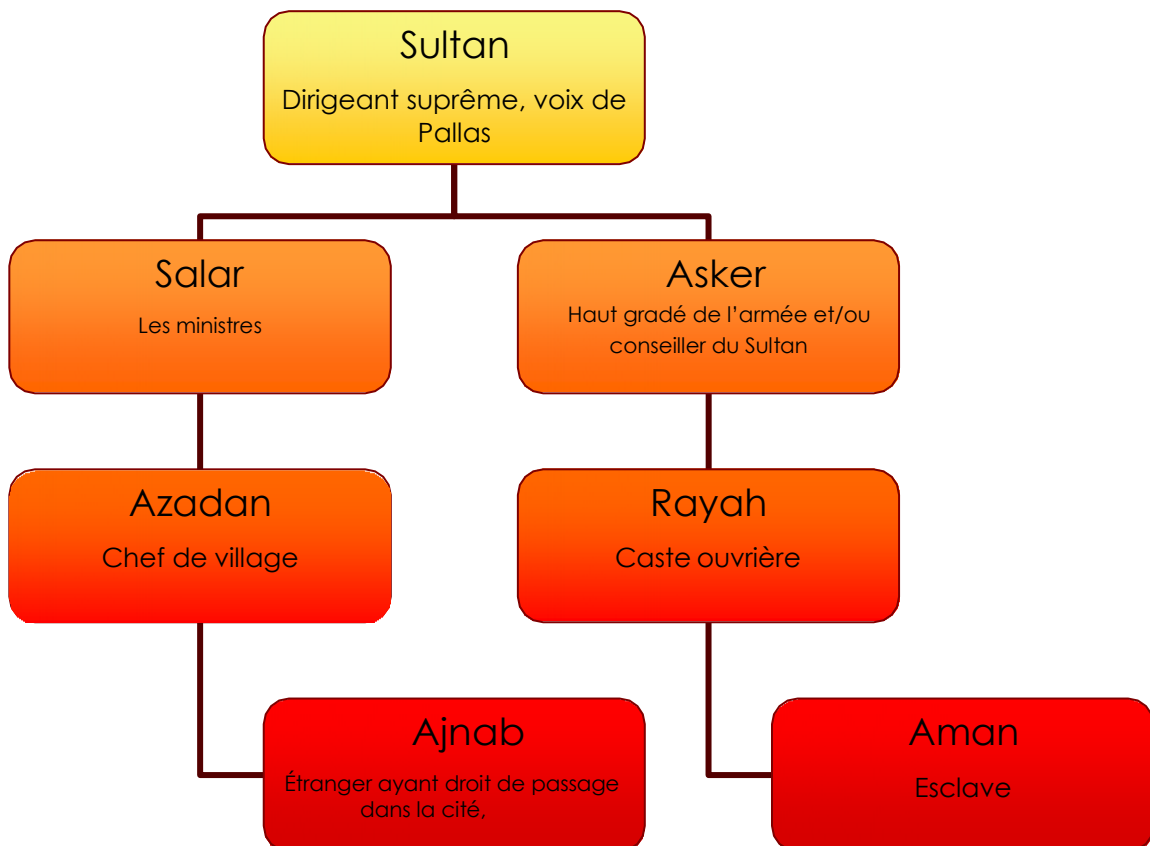 Sultan
Dirigeant suprême, voix de
Pallas
Salar
Les ministres
Asker
Haut gradé de l'armée et/ou
conseiller du Sultan
Azadan
Chef de village
Rayah
Caste ouvrière
Ajnab
Étranger ayant droit de passage
dans la cité,
Aman
Esclave